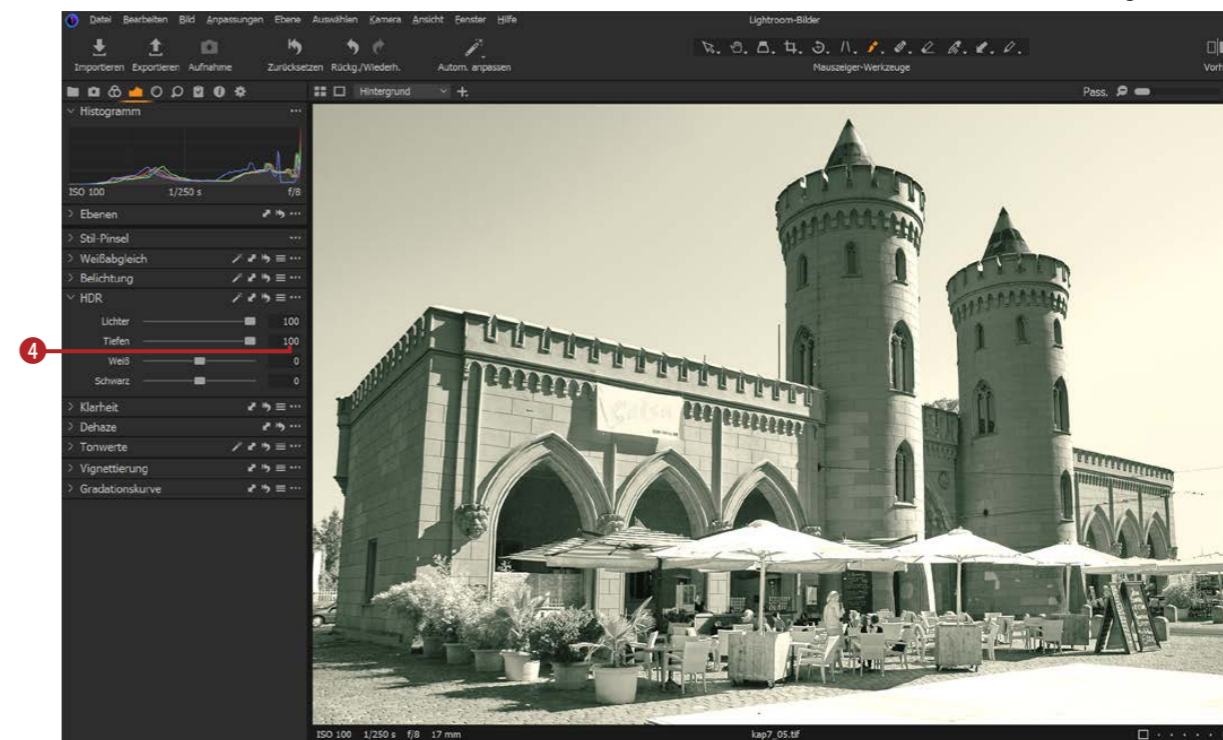 Datei Bearbeiten Bild Anpassungen Ebene Auswählen Kamera Ansicht Fenster Hilfe Lightroom-Bilder
Importieren Exportieren Aufnahme Zurücksetzen Rückg./Wiederh. Autom. anpassen Mauszeiger-Werkzeuge Vorh
Hintergrund Pass.
Histogramm
ISO 100 1/250 s f/8
Ebenen
Stil-Pinsel
Weißabgleich
Belichtung
HDR
Lichter 100
Tiefen 100
4
Weiß 0
Schwarz 0
Klarheit
Dehaze
Tonwerte
Vignettierung
Gradationskurve
ISO 100 1/250 s f/8 17 mm kap7_05.tif